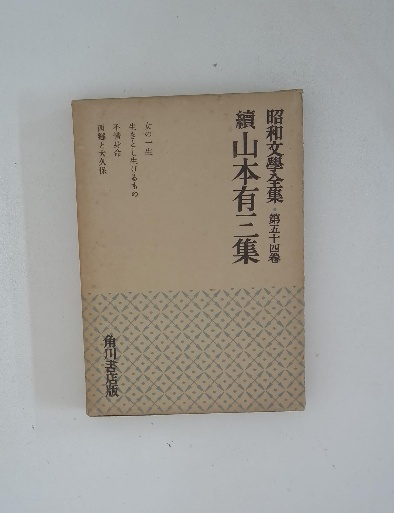 昭和文學全集・第五十四巻
續 山本有三集
女の一生
生きとし生けるもの
不惜身命
西郷と大久保
角川書店版